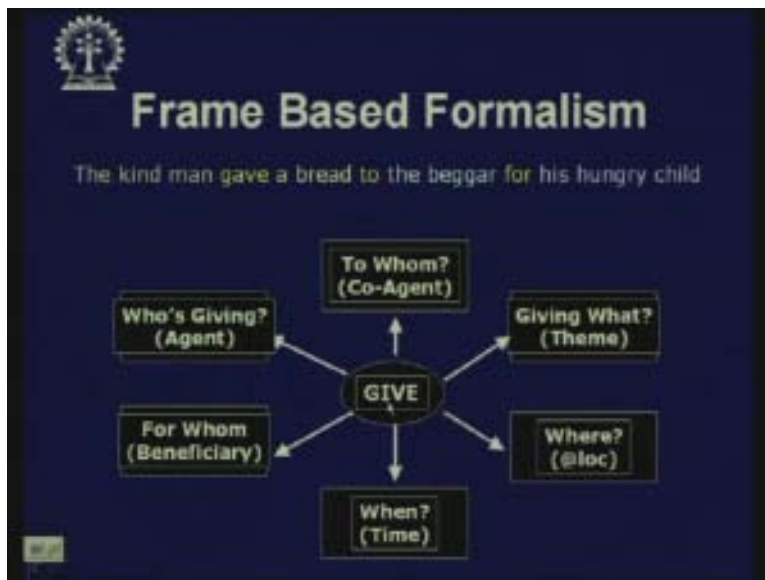 Frame Based Formalism
The kind man gave a bread to the beggar for his hungry child
To Whom?
(Co-Agent)
Who's Giving?
(Agent)
Giving What?
(Theme)
GIVE
For Whom
(Beneficiary)
Where?
(@loc)
When?
(Time)